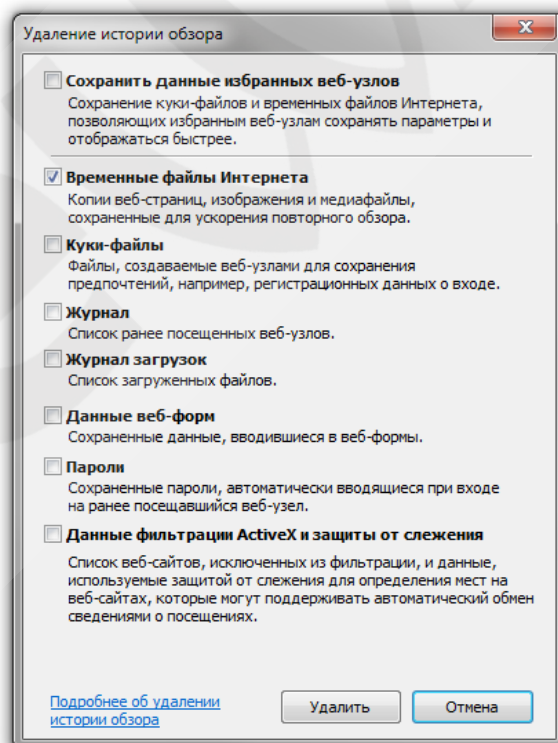 Удаление истории обзора
Сохранить данные избранных веб-узлов
Сохранение куки-файлов и временных файлов Интернета,
позволяющих избранным веб-узлам сохранять параметры и
отображаться быстрее.
Временные файлы Интернета
Копии веб-страниц, изображения и медиафайлы,
сохраненные для ускорения повторного обзора.
Куки-файлы
Файлы, создаваемые веб-узлами для сохранения
предпочтений, например, регистрационных данных о входе.
Журнал
Список ранее посещенных веб-узлов.
Журнал загрузок
Список загруженных файлов.
Данные веб-форм
Сохраненные данные, вводившиеся в веб-формы.
Пароли
Сохраненные пароли, автоматически вводящиеся при входе
на ранее посещавшийся веб-узел.
Данные фильтрации ActiveX и защиты от слежения
Список веб-сайтов, исключенных из фильтрации, и данные,
используемые защитой от слежения для определения мест на
веб-сайтах, которые могут поддерживать автоматический обмен
сведениями о посещениях.
Подробнее об удалении
истории обзора
Удалить
Отмена